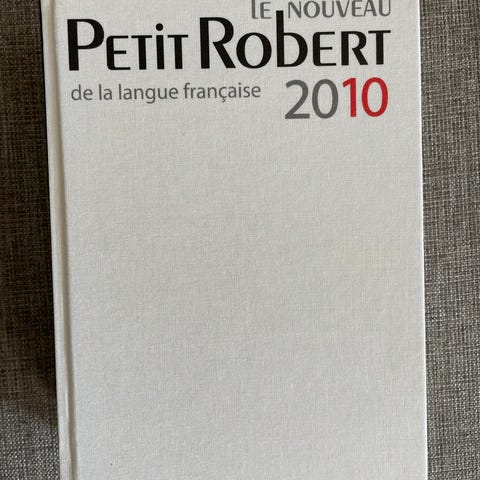 LE NOUVEAU
PETIT ROBERT
de la langue française
2010